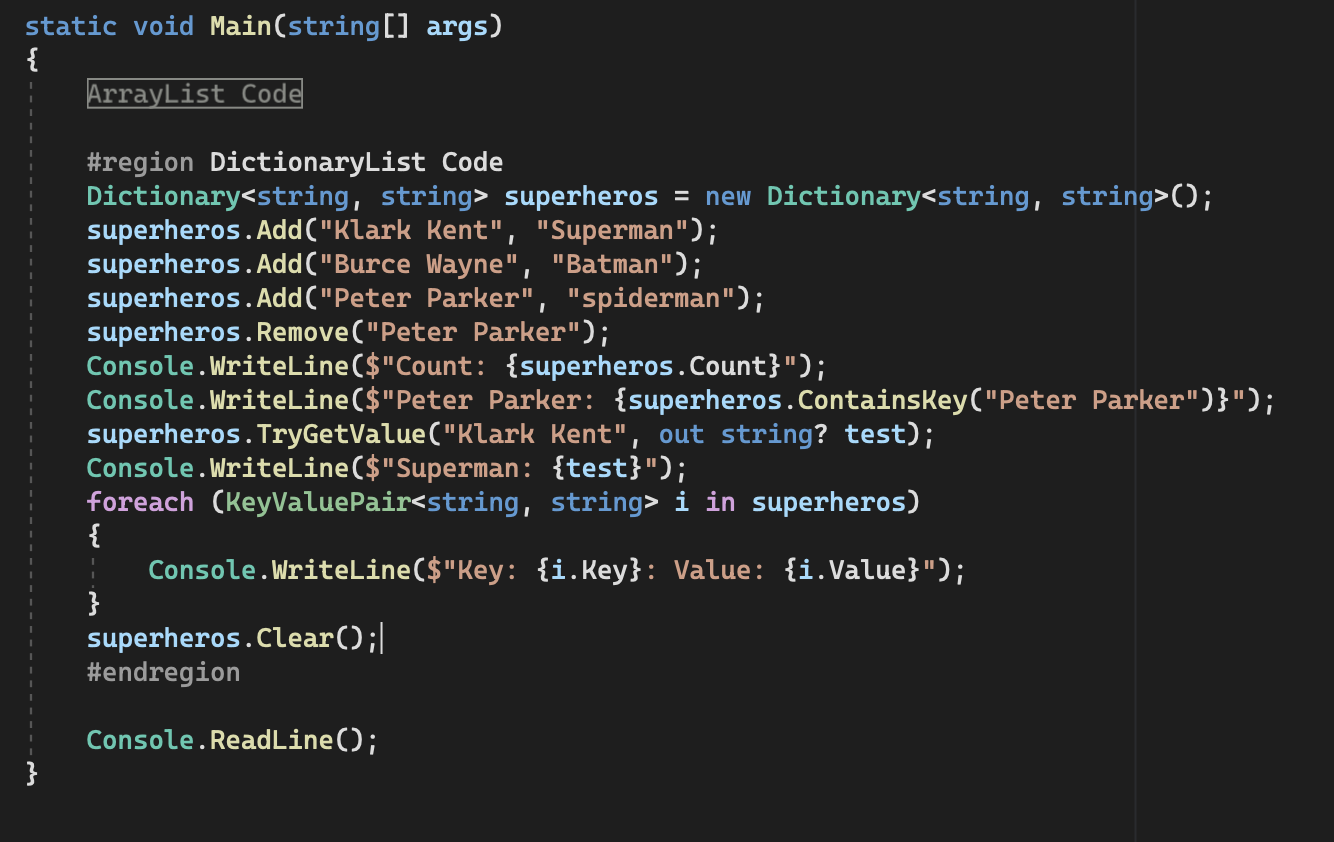 static void Main(string[] args)
{
ArrayList Code
#region DictionaryList Code
Dictionary<string, string> superheros = new Dictionary<string, string>();
superheros.Add("Klark Kent", "Superman");
superheros.Add("Burce Wayne", "Batman");
superheros.Add("Peter Parker", "spiderman");
superheros.Remove("Peter Parker");
Console.WriteLine($"Count: {superheros.Count}");
Console.WriteLine($"Peter Parker: {superheros.ContainsKey("Peter Parker")}");
superheros.TryGetValue("Klark Kent", out string? test);
Console.WriteLine($"Superman: {test}");
foreach (KeyValuePair<string, string> i in superheros)
{
Console.WriteLine($"Key: {i.Key}: Value: {i.Value}");
}
superheros.Clear();
#endregion
Console.ReadLine();
}